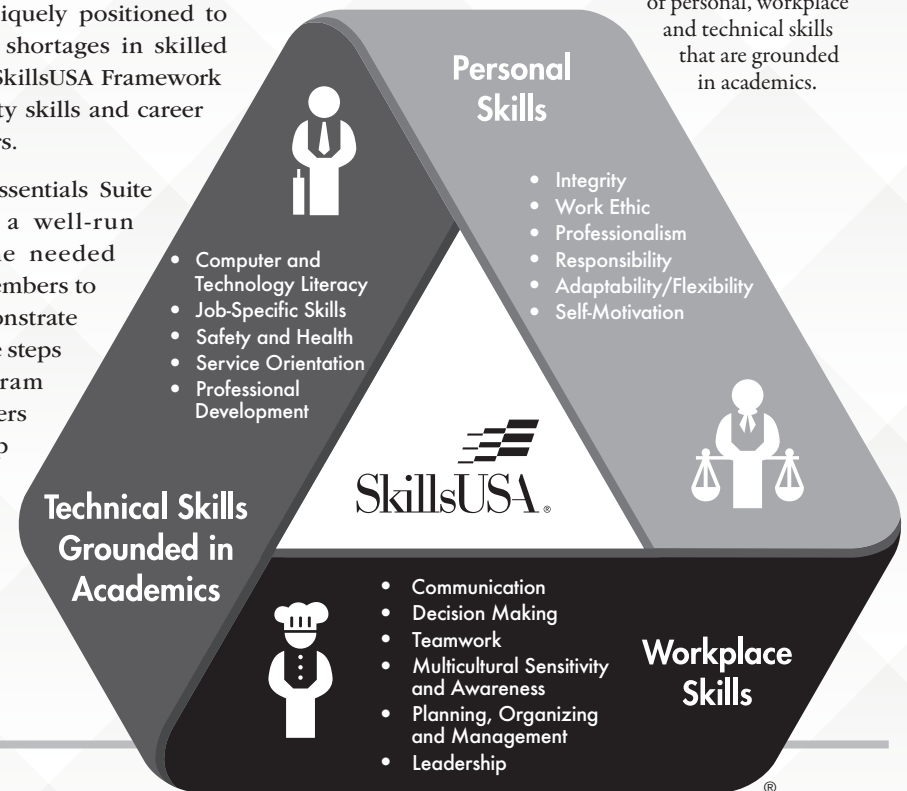 iquely positioned to
shortages in skilled
SkillsUSA Framework
ty skills and career
rs.
ssentials Suite
a well-run
e needed
embers to
onstrate
e steps
ram
ers
p
of personal, workplace
and technical skills
that are grounded
in academics.
Personal
Skills
• Integrity
• Work Ethic
• Professionalism
• Responsibility
• Adaptability/Flexibility
• Self-Motivation
• Computer and
Technology Literacy
• Job-Specific Skills
• Safety and Health
• Service Orientation
• Professional
Development
Technical Skills
Grounded in
Academics
SkillsUSA®
• Communication
• Decision Making
• Teamwork
• Multicultural Sensitivity
and Awareness
• Planning, Organizing
and Management
• Leadership
Workplace
Skills
®